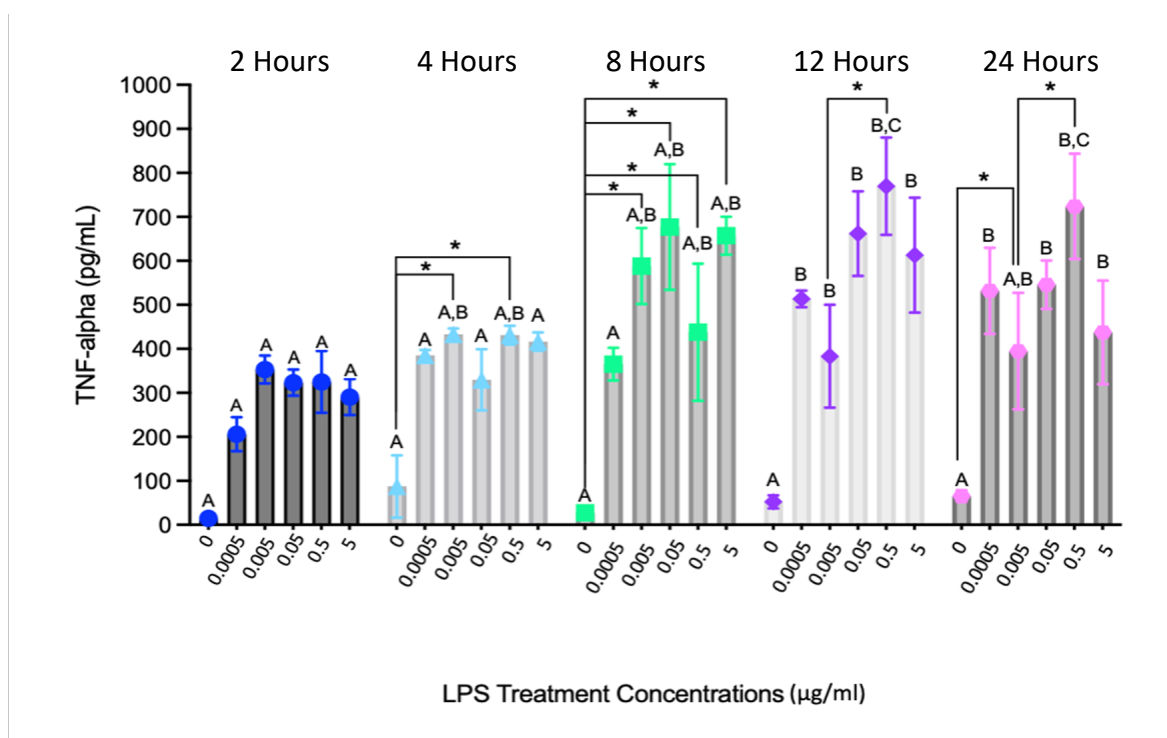 2 Hours 4 Hours 8 Hours 12 Hours 24 Hours
TNF-alpha (pg/mL)
1000
900
800
700
600
500
400
300
200
100
0
A A A A A A
* *
A A A,B A A,B A
* * * *
A A A,B A,B A,B A,B
*
A B B B B,C B
* *
A B A,B B B,C B
0 0.0005 0.005 0.05 0.5 5 0 0.0005 0.005 0.05 0.5 5 0 0.0005 0.005 0.05 0.5 5 0 0.0005 0.005 0.05 0.5 5 0 0.0005 0.005 0.05 0.5 5
LPS Treatment Concentrations (µg/ml)